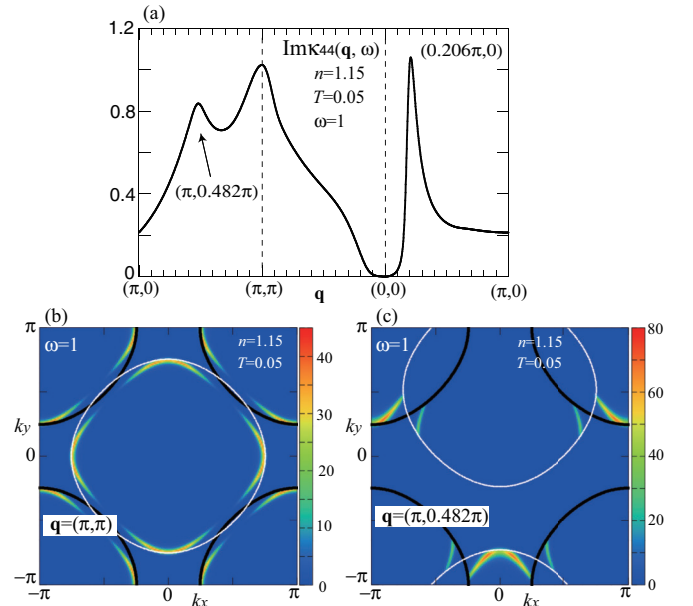 (a)
Imκ44(q, ω)
n=1.15
T=0.05
ω=1
(0.206π,0)
(π,0.482π)
1.2
0.8
0.4
0
(π,0)
(π,π)
q
(0,0)
(π,0)
(b)
ω=1
n=1.15
T=0.05
q=(π,π)
π
ky
0
−π
−π
0
kx
π
40
30
20
10
0
(c)
ω=1
n=1.15
T=0.05
q=(π,0.482π)
π
ky
0
−π
−π
0
kx
π
80
60
40
20
0